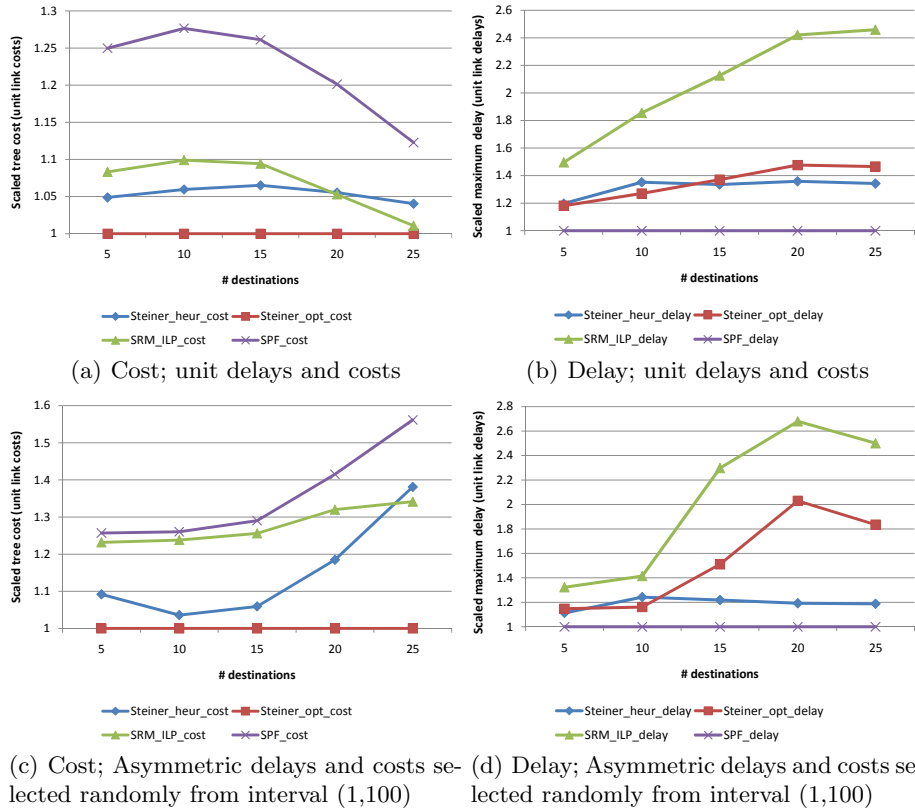 Scaled tree cost (unit link costs)
1.3
1.25
1.2
1.15
1.1
1.05
1
5 10 15 20 25
# destinations
Steiner_heur_cost Steiner_opt_cost
SRM_ILP_cost SPF_cost
(a) Cost; unit delays and costs
Scaled maximum delay (unit link delays)
2.6
2.4
2.2
2
1.8
1.6
1.4
1.2
1
5 10 15 20 25
# destinations
Steiner_heur_delay Steiner_opt_delay
SRM_ILP_delay SPF_delay
(b) Delay; unit delays and costs
Scaled tree cost (unit link costs)
1.6
1.5
1.4
1.3
1.2
1.1
1
5 10 15 20 25
# destinations
Steiner_heur_cost Steiner_opt_cost
SRM_ILP_cost SPF_cost
(c) Cost; Asymmetric delays and costs se-
lected randomly from interval (1,100)
Scaled maximum delay (unit link delays)
2.8
2.6
2.4
2.2
2
1.8
1.6
1.4
1.2
1
5 10 15 20 25
# destinations
Steiner_heur_delay Steiner_opt_delay
SRM_ILP_delay SPF_delay
(d) Delay; Asymmetric delays and costs se
lected randomly from interval (1,100)